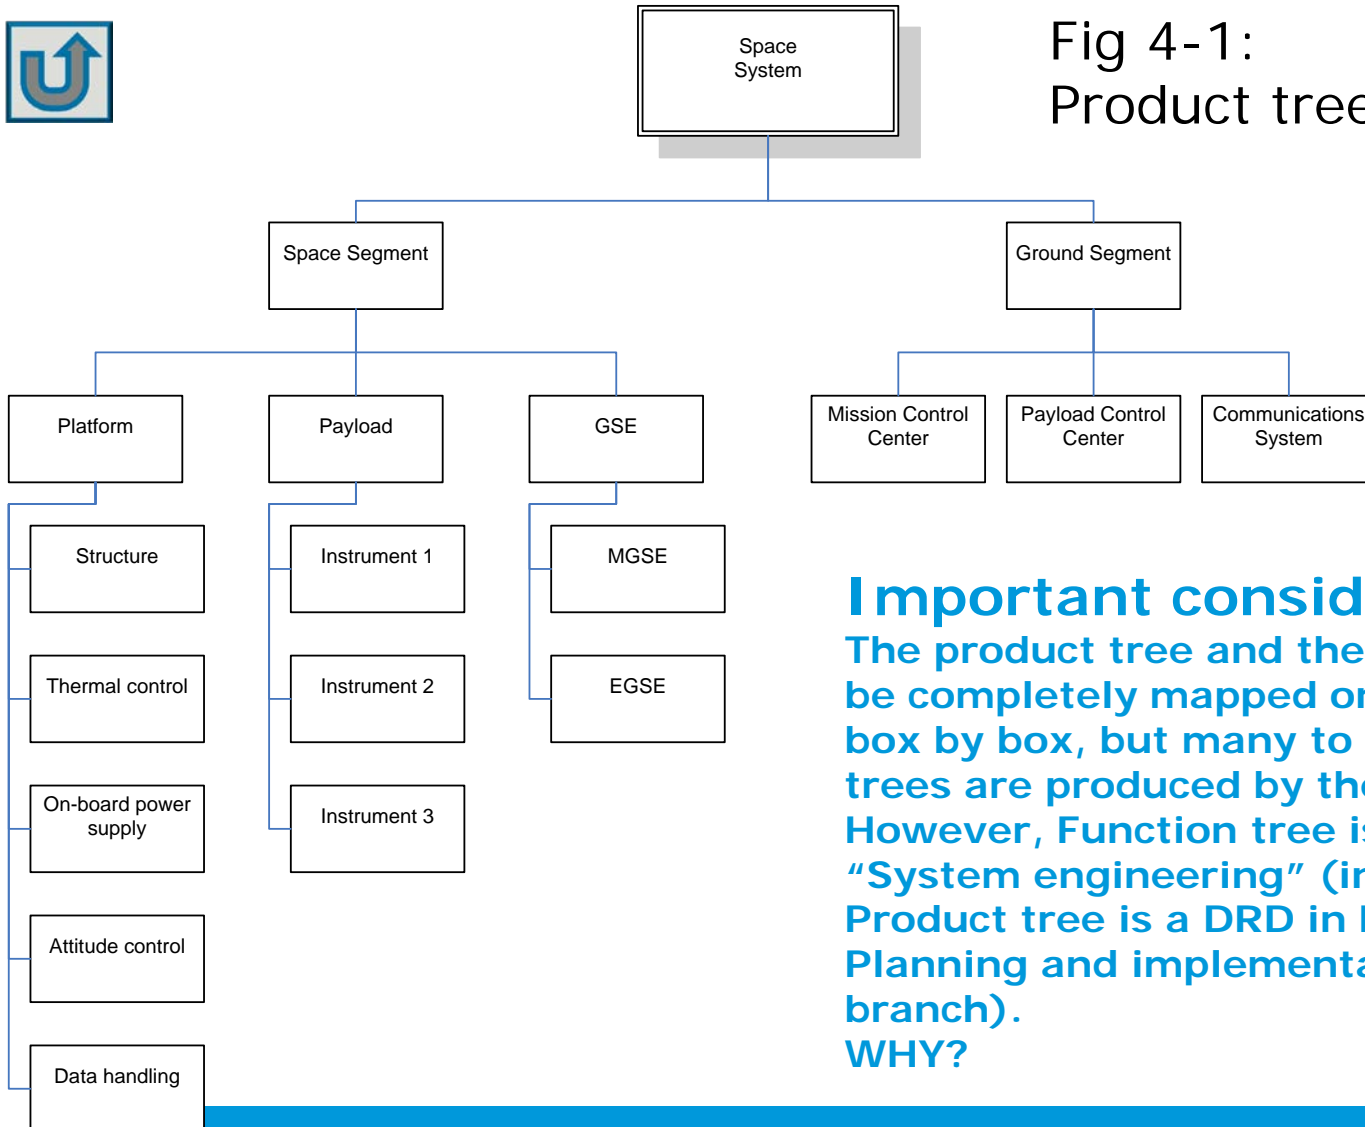 Fig 4-1:
Product tree
Space
System
Space Segment
Ground Segment
Platform
Payload
GSE
Mission Control
Center
Payload Control
Center
Communications
System
Structure
Instrument 1
MGSE
Thermal control
Instrument 2
EGSE
On-board power
supply
Instrument 3
Attitude control
Data handling
Important consid
The product tree and the
be completely mapped or
box by box, but many to
trees are produced by the
However, Function tree is
“System engineering” (in
Product tree is a DRD in
Planning and implementa
branch).
WHY?